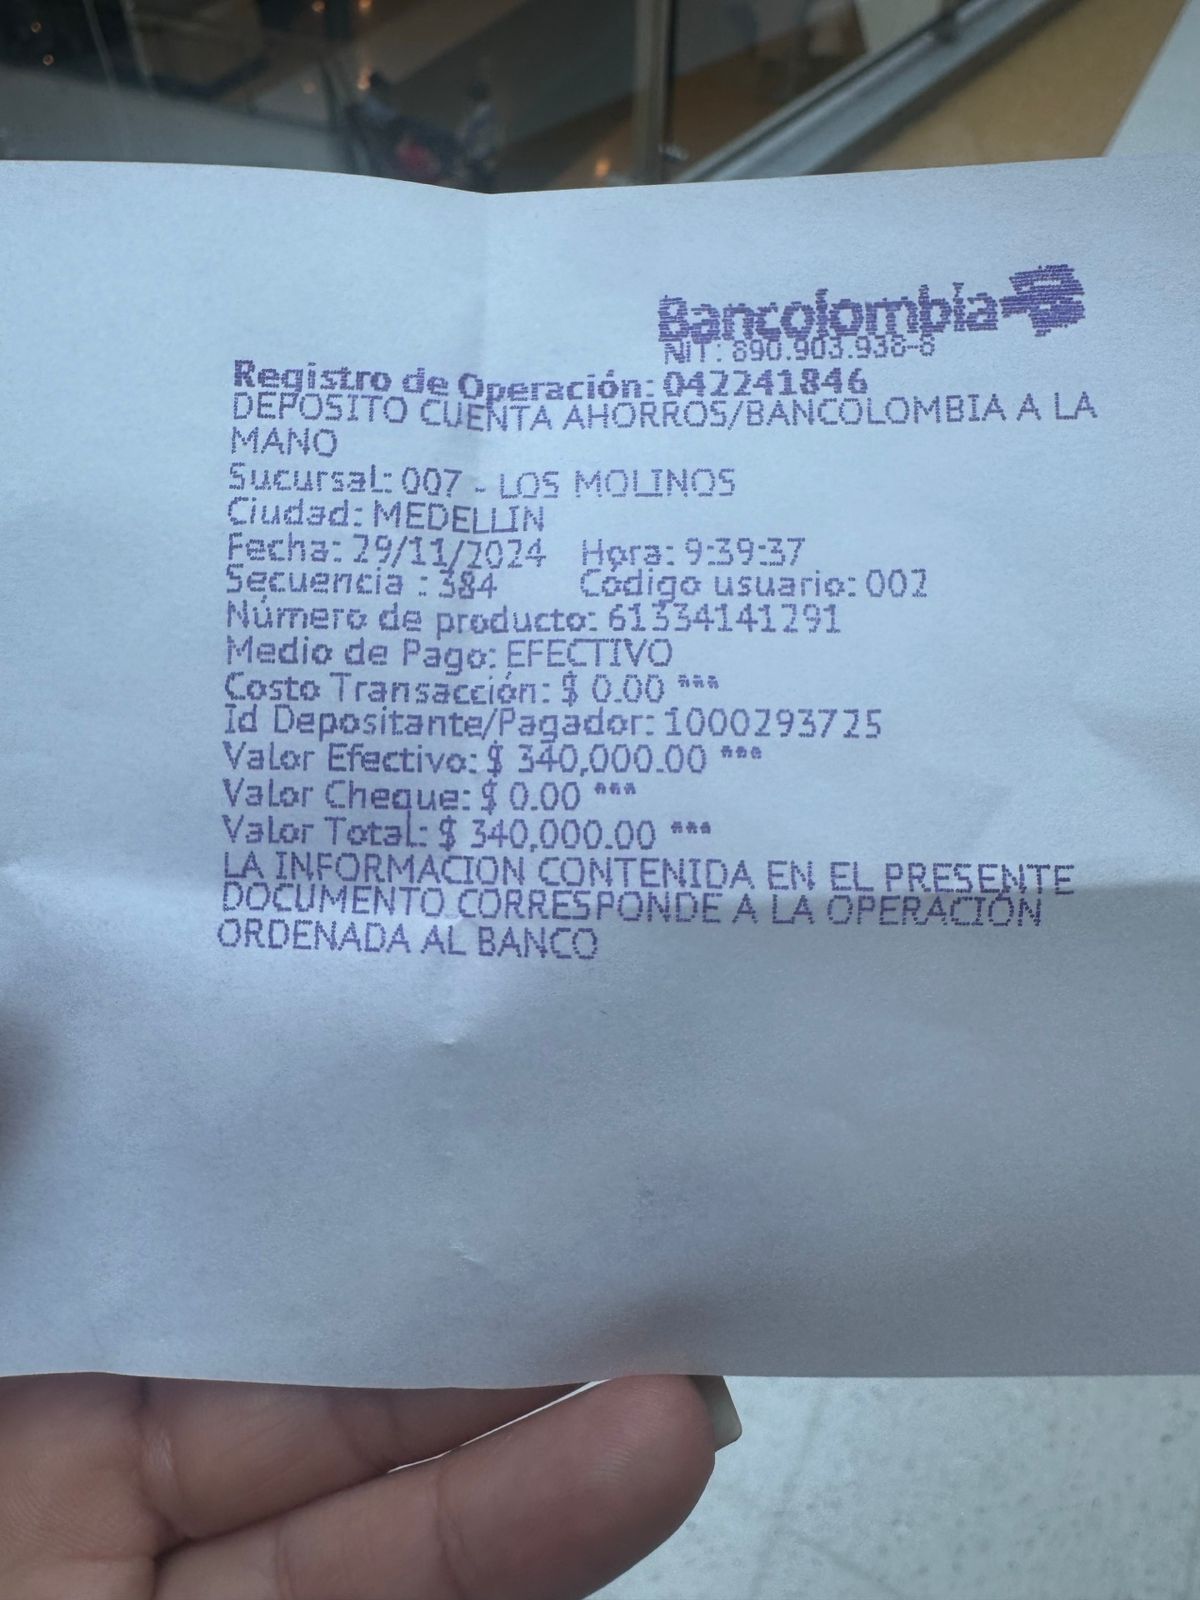 Bancolombia
NIT: 890.903.938-8
Registro de Operación: 042241846
DEPOSITO CUENTA AHORROS/BANCOLOMBIA A LA
MANO
Sucursal: 007 - LOS MOLINOS
Ciudad: MEDELLIN
Fecha: 29/11/2024 Hora: 9:39:37
Secuencia : 384 Código usuario: 002
Número de producto: 61334141291
Medio de Pago: EFECTIVO
Costo Transacción: $ 0.00 ***
Id Depositante/Pagador: 1000293725
Valor Efectivo: $ 340,000.00 ***
Valor Cheque: $ 0.00 ***
Valor Total: $ 340,000.00 ***
LA INFORMACION CONTENIDA EN EL PRESENTE
DOCUMENTO CORRESPONDE A LA OPERACIÓN
ORDENADA AL BANCO